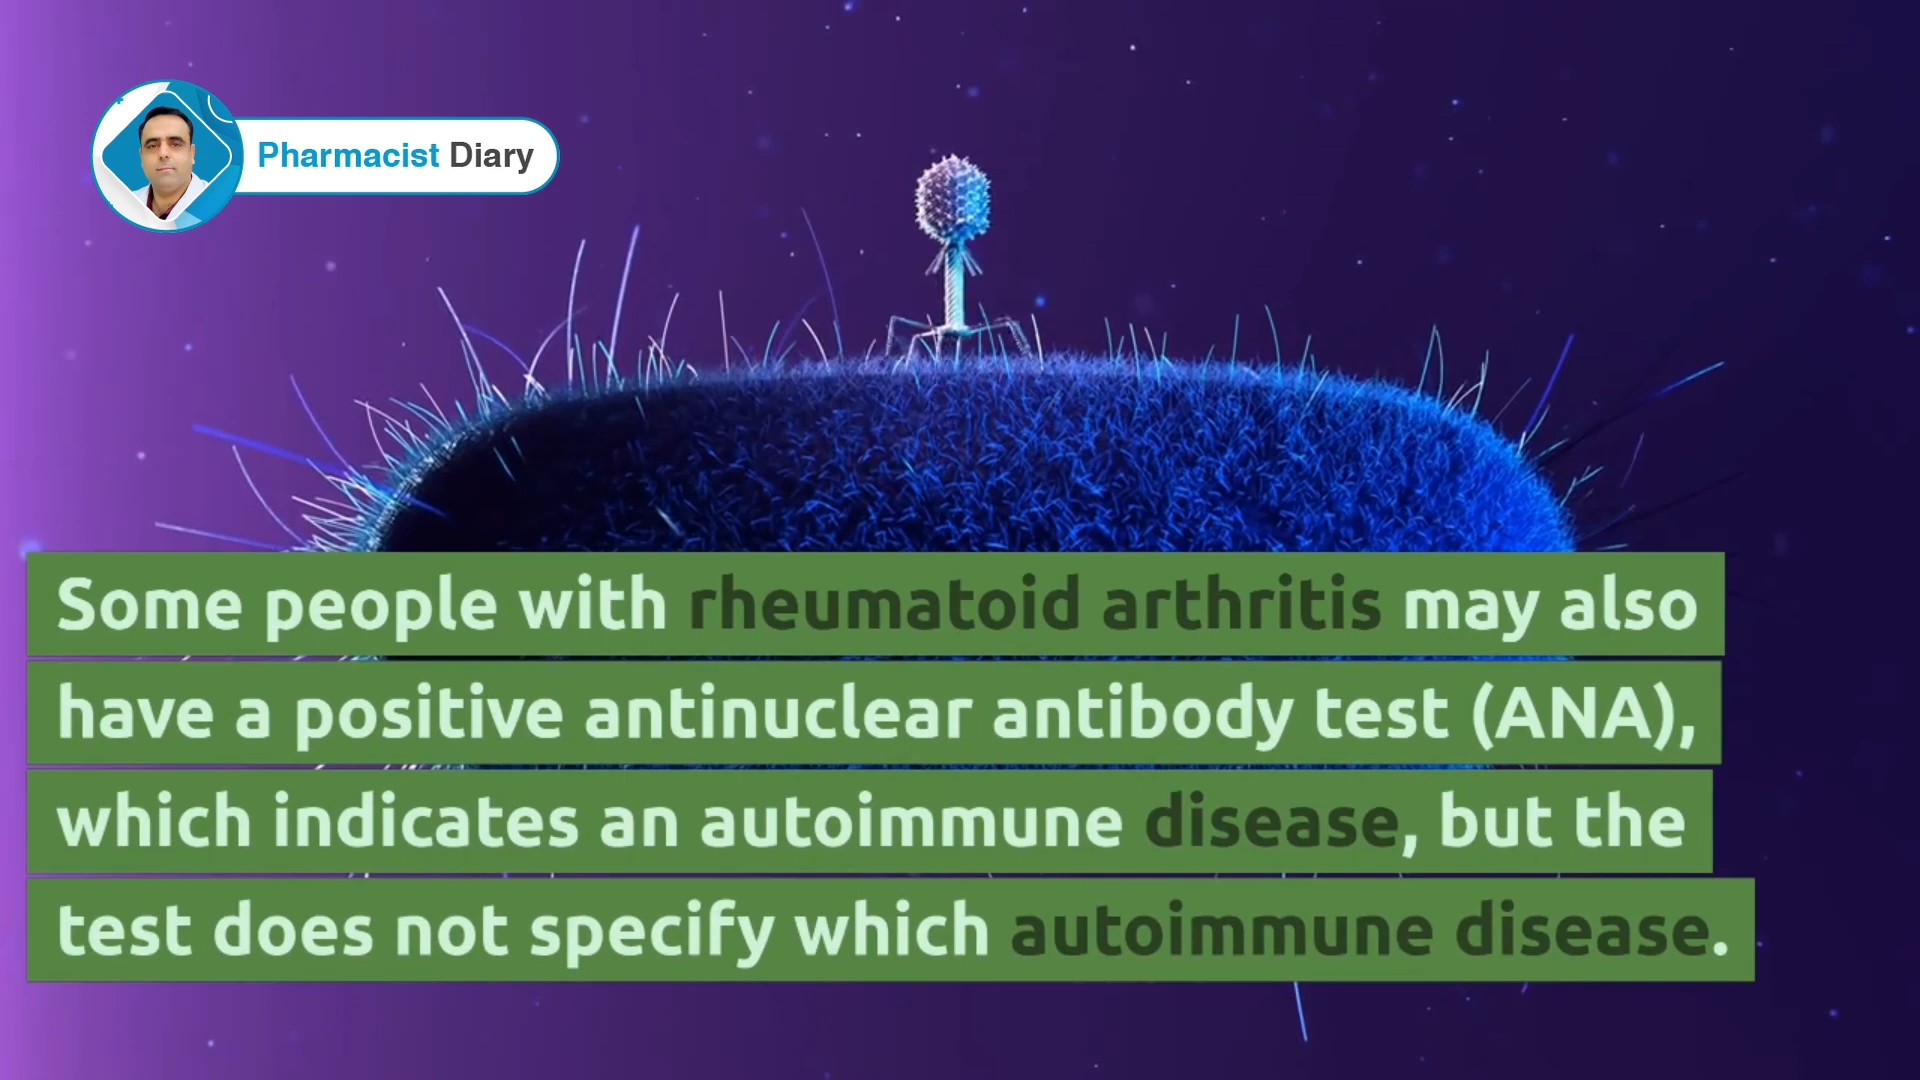 Pharmacist Diary
Some people with rheumatoid arthritis may also
have a positive antinuclear antibody test (ANA),
which indicates an autoimmune disease, but the
test does not specify which autoimmune disease.